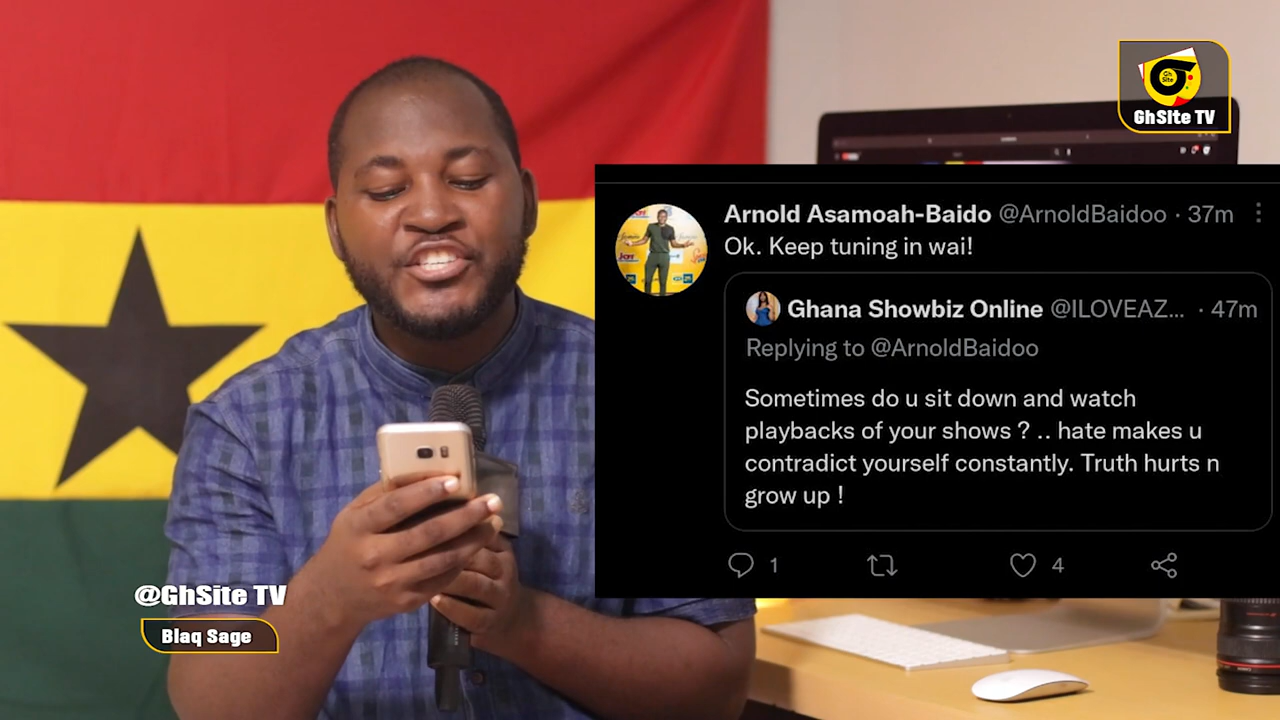 Gh
Site
GhSite TV
Arnold Asamoah-Baido @ArnoldBaidoo · 37m
Ok. Keep tuning in wai!
Ghana Showbiz Online @ILOVEAZ... · 47m
Replying to @ArnoldBaidoo
Sometimes do u sit down and watch
playbacks of your shows ? .. hate makes u
contradict yourself constantly. Truth hurts n
grow up !
1
4
@GhSite TV
Blaq Sage